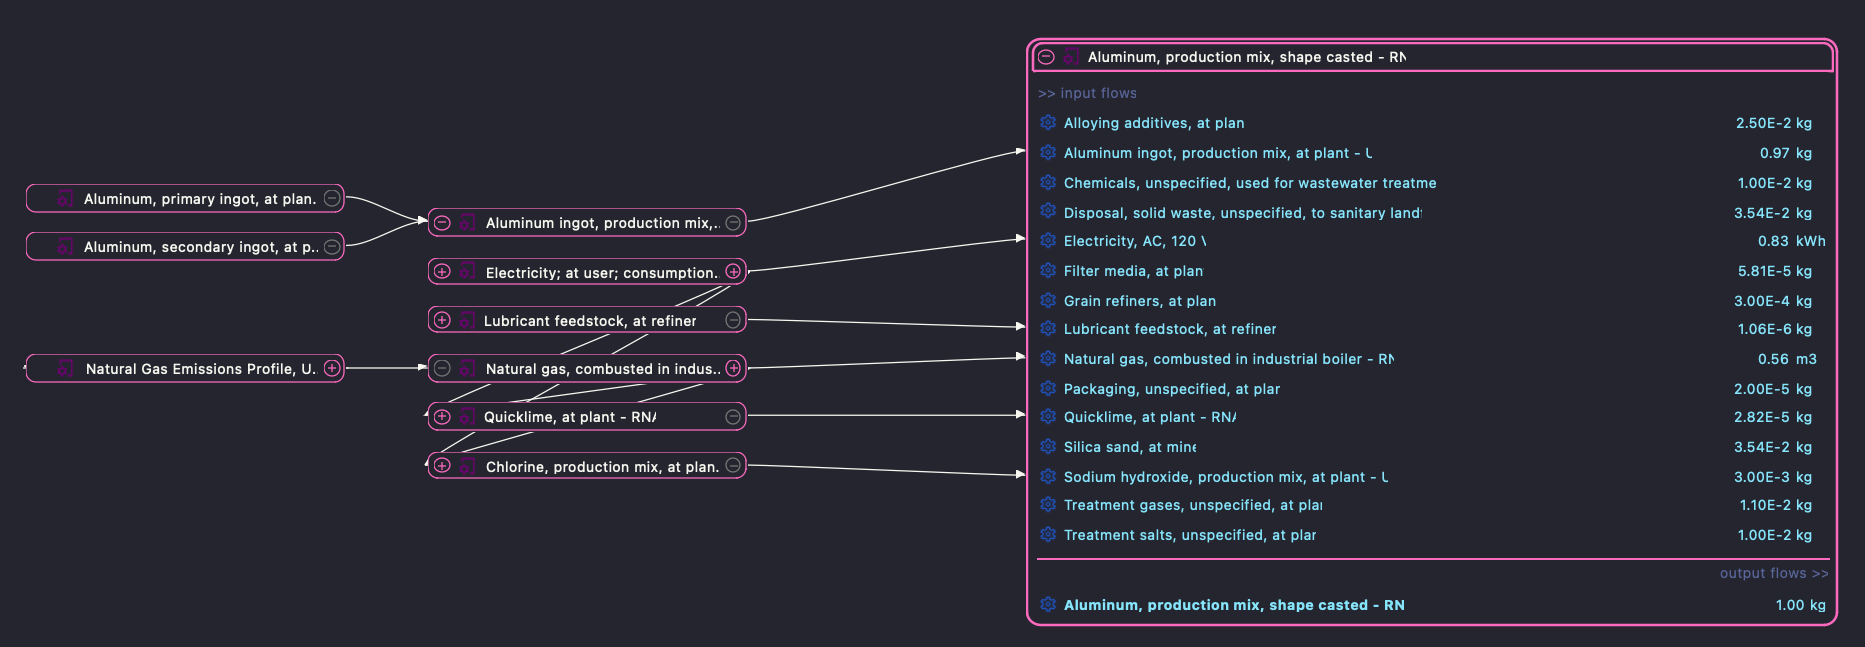 Aluminum, primary ingot, at plan.
Aluminum, secondary ingot, at p..
Natural Gas Emissions Profile, U.
Aluminum ingot, production mix,.
Electricity; at user; consumption.
Lubricant feedstock, at refiner
Natural gas, combusted in indus..
Quicklime, at plant - RNA
Chlorine, production mix, at plan.
Aluminum, production mix, shape casted - RN
>> input flows
Alloying additives, at plan 2.50E-2 kg
Aluminum ingot, production mix, at plant - U 0.97 kg
Chemicals, unspecified, used for wastewater treatme 1.00E-2 kg
Disposal, solid waste, unspecified, to sanitary landf 3.54E-2 kg
Electricity, AC, 120 V 0.83 kWh
Filter media, at plan 5.81E-5 kg
Grain refiners, at plan 3.00E-4 kg
Lubricant feedstock, at refiner 1.06E-6 kg
Natural gas, combusted in industrial boiler - RN 0.56 m3
Packaging, unspecified, at plan 2.00E-5 kg
Quicklime, at plant - RNA 2.82E-5 kg
Silica sand, at mine 3.54E-2 kg
Sodium hydroxide, production mix, at plant - U 3.00E-3 kg
Treatment gases, unspecified, at plan 1.10E-2 kg
Treatment salts, unspecified, at plan 1.00E-2 kg
output flows >>
Aluminum, production mix, shape casted - RN 1.00 kg